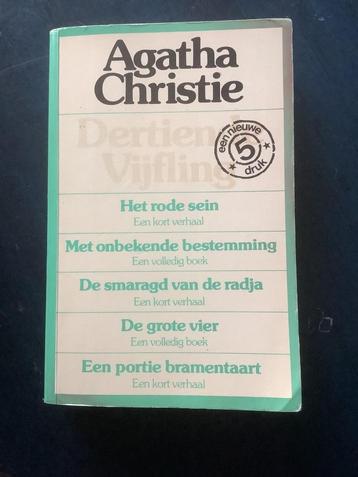 Agatha
Christie
Dertiende
Vijfling
een nieuwe
5
druk
Het rode sein
Een kort verhaal
Met onbekende bestemming
Een volledig boek
De smaragd van de radja
Een kort verhaal
De grote vier
Een volledig boek
Een portie bramentaart
Een kort verhaal